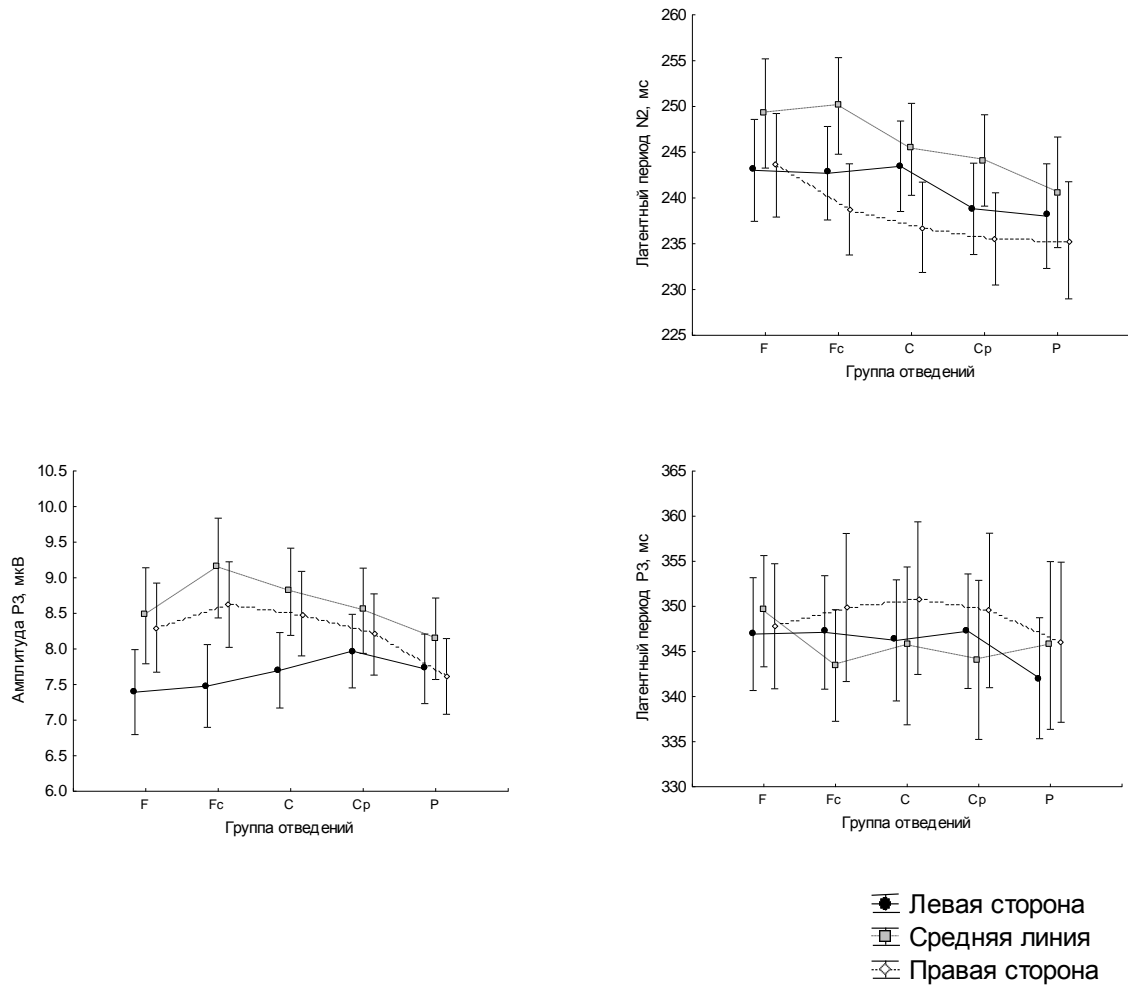 260
255
250
245
240
235
230
225
Латентный период N2, мс
F Fc C Cp P
Группа отведений
10.5
10.0
9.5
9.0
8.5
8.0
7.5
7.0
6.5
6.0
Амплитуда P3, мкВ
F Fc C Cp P
Группа отведений
365
360
355
350
345
340
335
330
Латентный период P3, мс
F Fc C Cp P
Группа отведений
Левая сторона
Средняя линия
Правая сторона